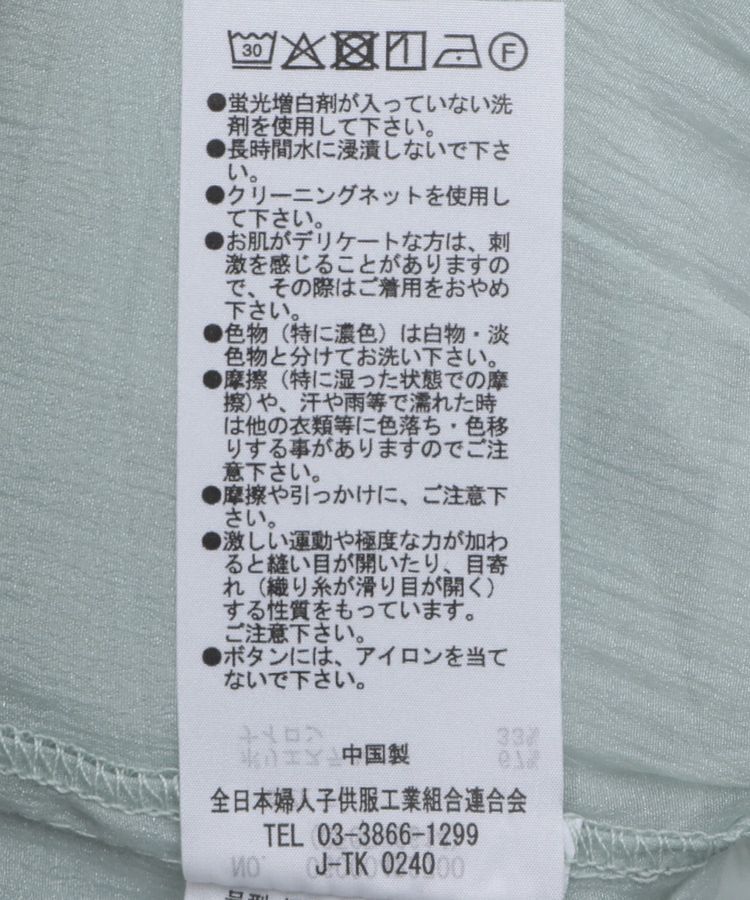 30 F
●蛍光増白剤が入っていない洗
剤を使用して下さい。
●長時間水に浸漬しないで下さ
い。
●クリーニングネットを使用し
て下さい。
●お肌がデリケートな方は、刺
激を感じることがありますの
で、その際はご着用をおやめ
下さい。
●色物（特に濃色）は白物・淡
色物と分けてお洗い下さい。
●摩擦（特に湿った状態での摩
擦)や、汗や雨等で濡れた時
は他の衣類等に色落ち・色移
りする事がありますのでご注
意下さい。
●摩擦や引っかけに、ご注意下
さい。
●激しい運動や極度な力が加わ
ると縫い目が開いたり、目寄
れ（織り糸が滑り目が開く）
する性質をもっています。
ご注意下さい。
●ボタンには、アイロンを当て
ないで下さい。
ナイロン 33%
ポリエステ 67%
中国製
全日本婦人子供服工業組合連合会
TEL 03-3866-1299
J-TK 0240
NO.